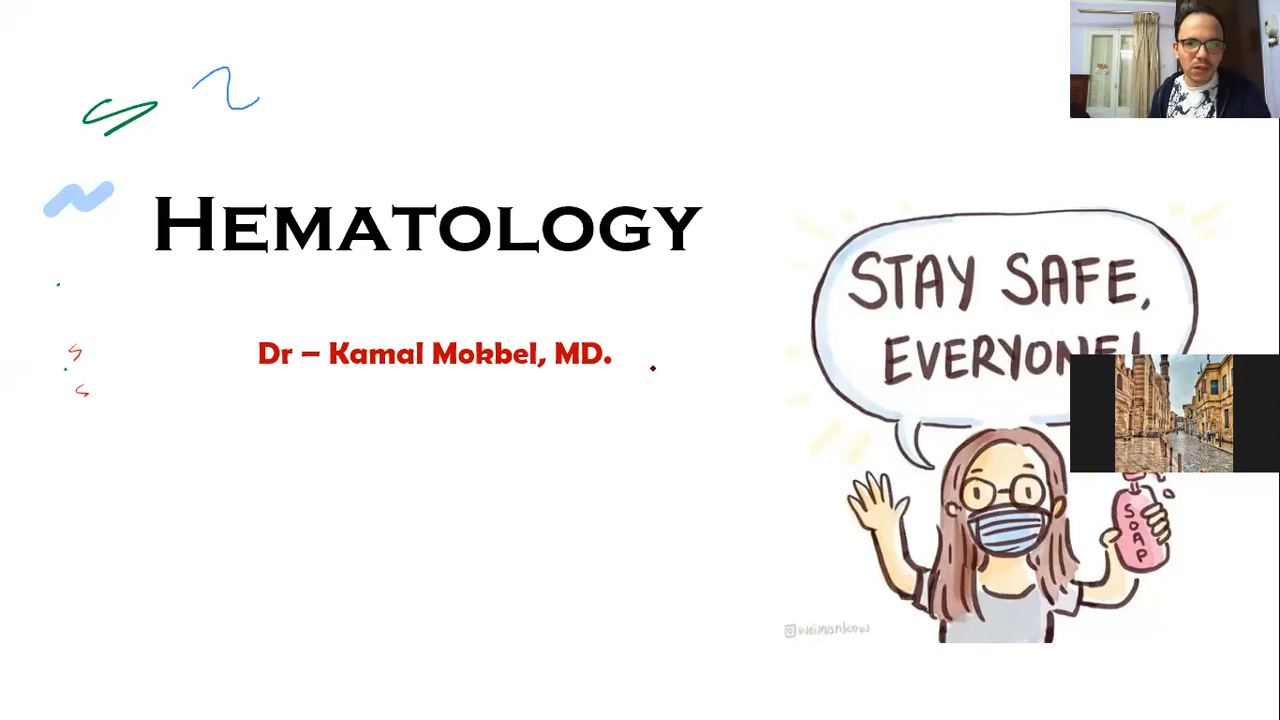 HEMATOLOGY
Dr – Kamal Mokbel, MD.
STAY SAFE,
EVERYONE!
SOAP
@weimankow